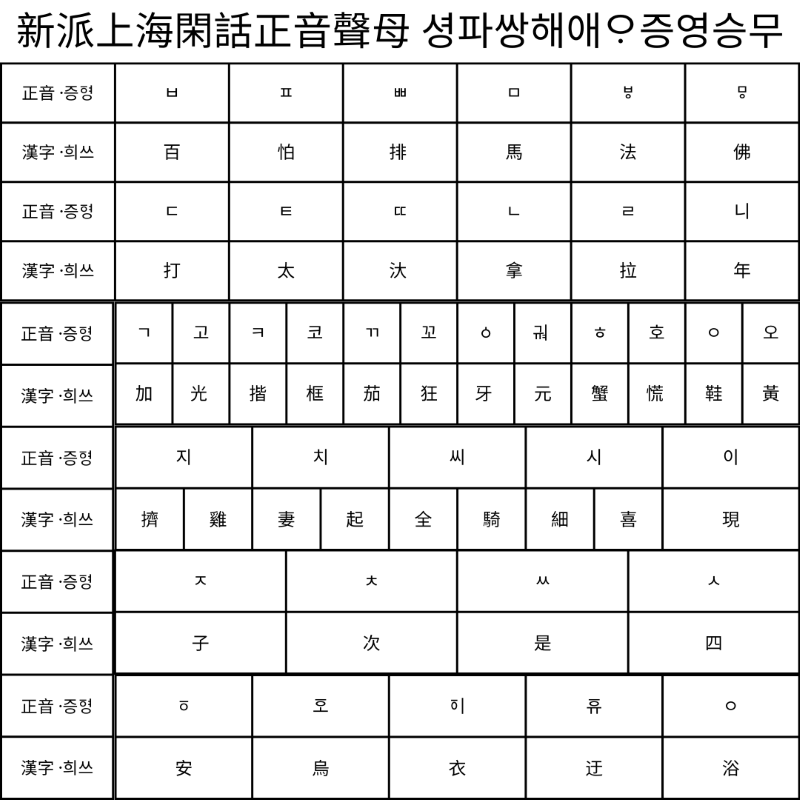 新派上海閑話正音聲母 셩파쌍해애ᄋᆞ증영승무
正音·증형 ㅂ ㅍ ㅃ ㅁ ㅸ ㅱ
漢字·희쓰 百 怕 排 馬 法 佛
正音·증형 ㄷ ㅌ ㄸ ㄴ ㄹ 니
漢字·희쓰 打 太 汏 拿 拉 年
正音·증형 ㄱ 고 ㅋ 코 ㄲ 꼬 ㆁ ㅎ 호 ㅇ 오
漢字·희쓰 加 光 揩 框 茄 狂 牙 元 蟹 慌 鞋 黃
正音·증형 지 치 씨 시 이
漢字·희쓰 擠 雞 妻 起 全 騎 細 喜 現
正音·증형 ㅈ ㅊ ㅆ ㅅ
漢字·희쓰 子 次 是 四
正音·증형 ㆆ ᅙᅩ ᅙᅵ ᅙᅲ ㅇ
漢字·희쓰 安 烏 衣 迂 浴